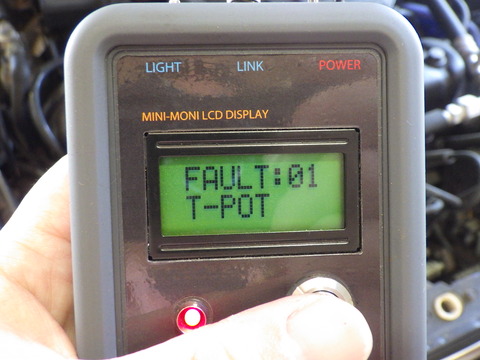 LIGHT LINK POWER
MINI-MONI LCD DISPLAY
FAULT:01
T-POT